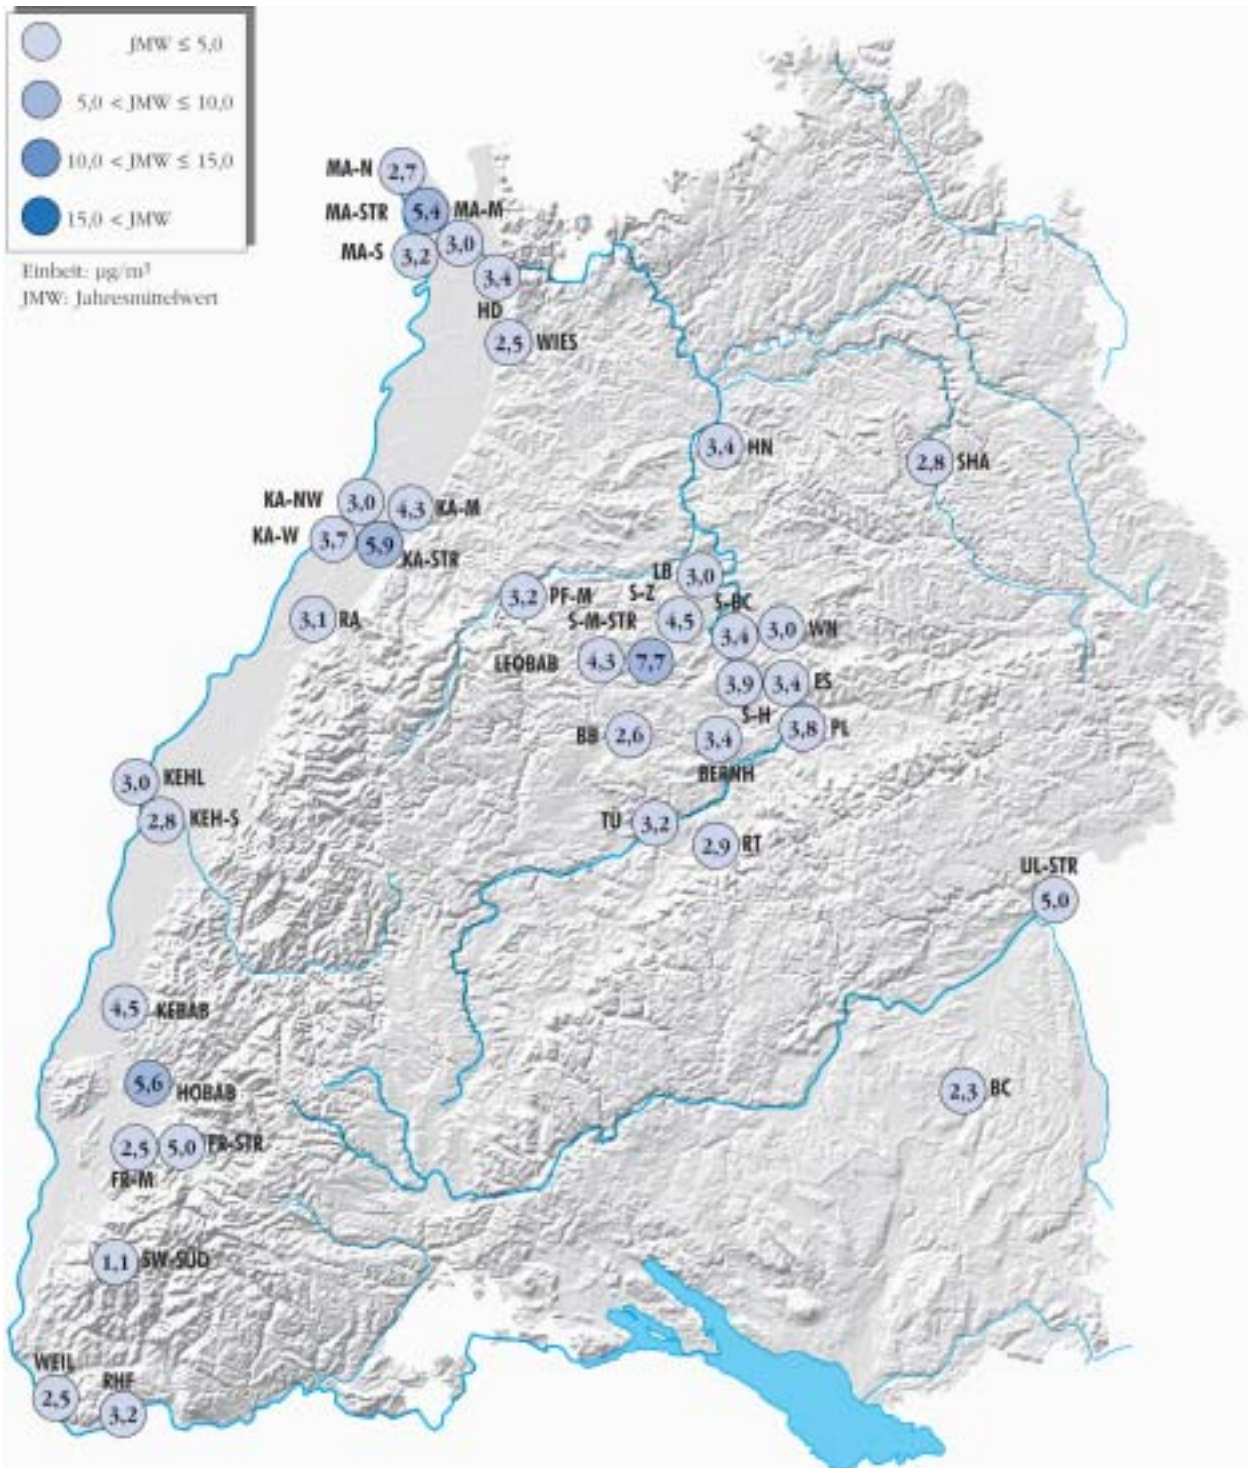 JMW ≤ 5,0
5,0 < JMW ≤ 10,0
10,0 < JMW ≤ 15,0
15,0 < JMW
Einheit: µg/m³
JMW: Jahresmittelwert
MA-N 2,7
MA-STR 5,4 MA-M
MA-S 3,2 3,0
3,4
HD
2,5 WIES
3,4 HN
2,8 SHA
KA-NW 3,0 4,3 KA-M
KA-W 3,7 5,9 KA-STR
LB 3,0
3,2 PF-M S-Z S-BC
3,1 RA S-M-STR 4,5 3,4 3,0 WN
LEOBAB 4,3 7,7
3,9 3,4 ES
S-H
BB 2,6 3,4 3,8 PL
BERNH
3,0 KEHL
2,8 KEH-S
TÜ 3,2
2,9 RT
UL-STR
5,0
4,5 KEBAB
5,6 HOBAB
2,3 BC
2,5 5,0 FR-STR
FR-M
1,1 SW-SÜD
WEIL RHF
2,5 3,2